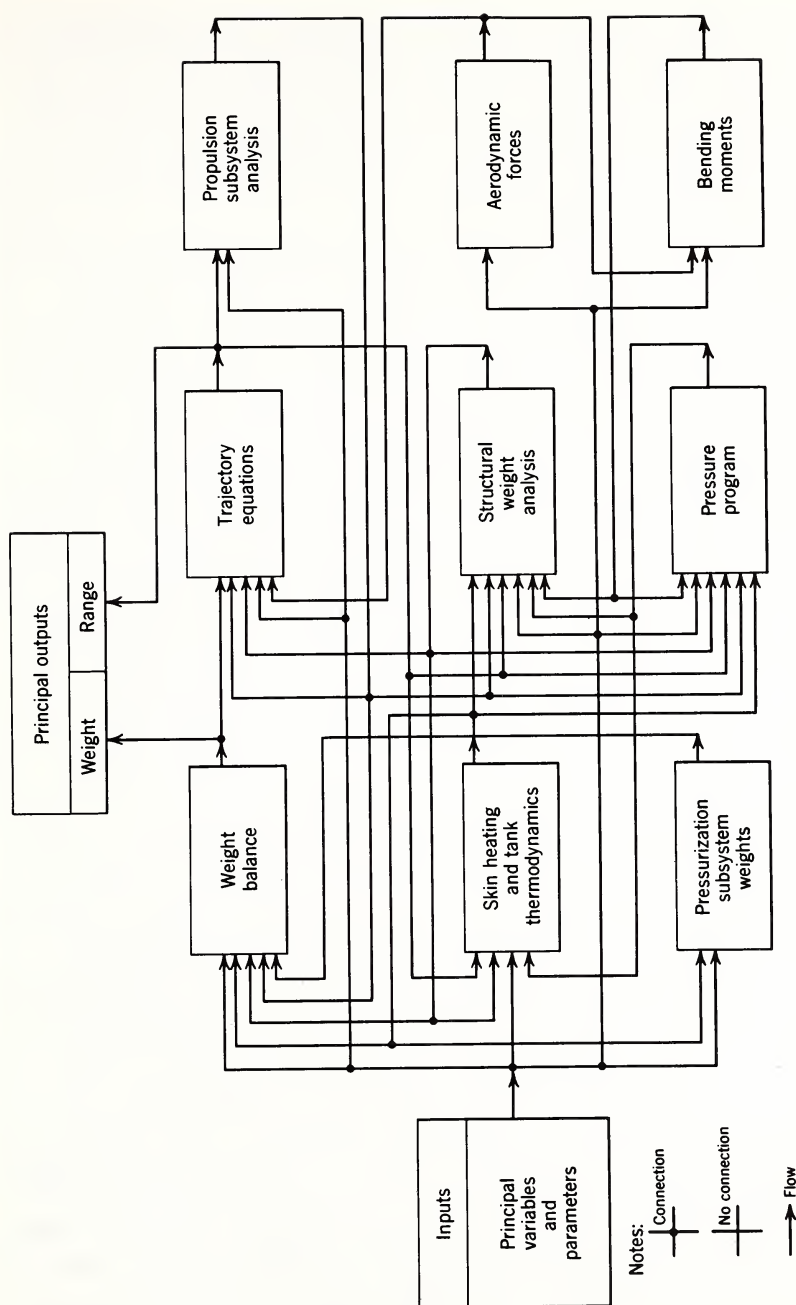 Principal outputs
Weight
Range
Weight
balance
Trajectory
equations
Propulsion
subsystem
analysis
Skin heating
and tank
thermodynamics
Structural
weight
analysis
Aerodynamic
forces
Pressurization
subsystem
weights
Pressure
program
Bending
moments
Inputs
Principal
variables
and
parameters
Notes:
Connection
No connection
Flow